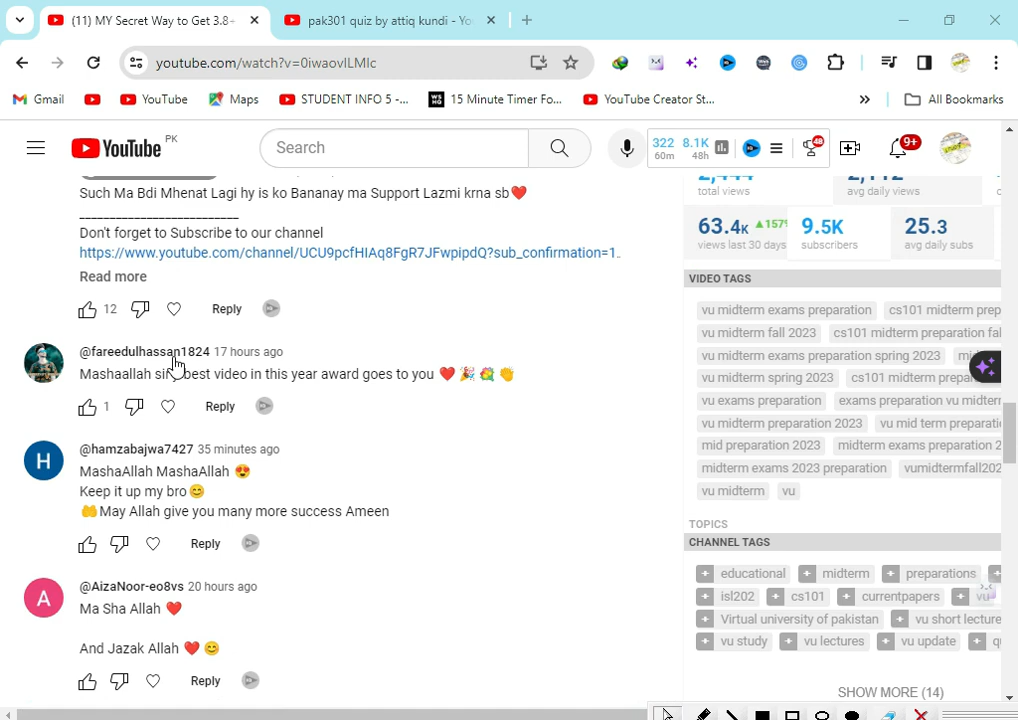 (11) MY Secret Way to Get 3.8+
pak301 quiz by attiq kundi - Yo
youtube.com/watch?v=0iwaovILMIc
Gmail
YouTube
Maps
STUDENT INFO 5 -...
15 Minute Timer Fo...
YouTube Creator St...
All Bookmarks
YouTube PK
Search
322 8.1K
60m 48h
48
9+
total views
avg daily views
63.4K ▲157%
views last 30 days
9.5K
subscribers
25.3
avg daily subs
Such Ma Bdi Mhenat Lagi hy is ko Bananay ma Support Lazmi krna sb❤️
__________________________
Don't forget to Subscribe to our channel
https://www.youtube.com/channel/UCU9pcfHIAq8FgR7JFwpipdQ?sub_confirmation=1..
Read more
12 Reply
@fareedulhassan1824 17 hours ago
Mashaallah sir best video in this year award goes to you ❤️ 🎉 💐 👏
1 Reply
@hamzabajwa7427 35 minutes ago
MashaAllah MashaAllah 😍
Keep it up my bro😊
🤲May Allah give you many more success Ameen
Reply
@AizaNoor-eo8vs 20 hours ago
Ma Sha Allah ❤️
And Jazak Allah ❤️ 😊
Reply
VIDEO TAGS
vu midterm exams preparation cs101 midterm prep
vu midterm fall 2023 cs101 midterm preparation fal
vu midterm exams preparation spring 2023
vu midterm spring 2023 cs101 midterm prepar
vu exams preparation exams preparation vu midterm
vu midterm preparation 2023 vu mid term preparati
mid preparation 2023 midterm exams preparation 2
midterm exams 2023 preparation vumidtermfall202
vu midterm vu
TOPICS
CHANNEL TAGS
+ educational + midterm + preparations +
+ isl202 + cs101 + currentpapers + vu
+ Virtual university of pakistan + vu short lecture
+ vu study + vu lectures + vu update + q
SHOW MORE (14)
H
A